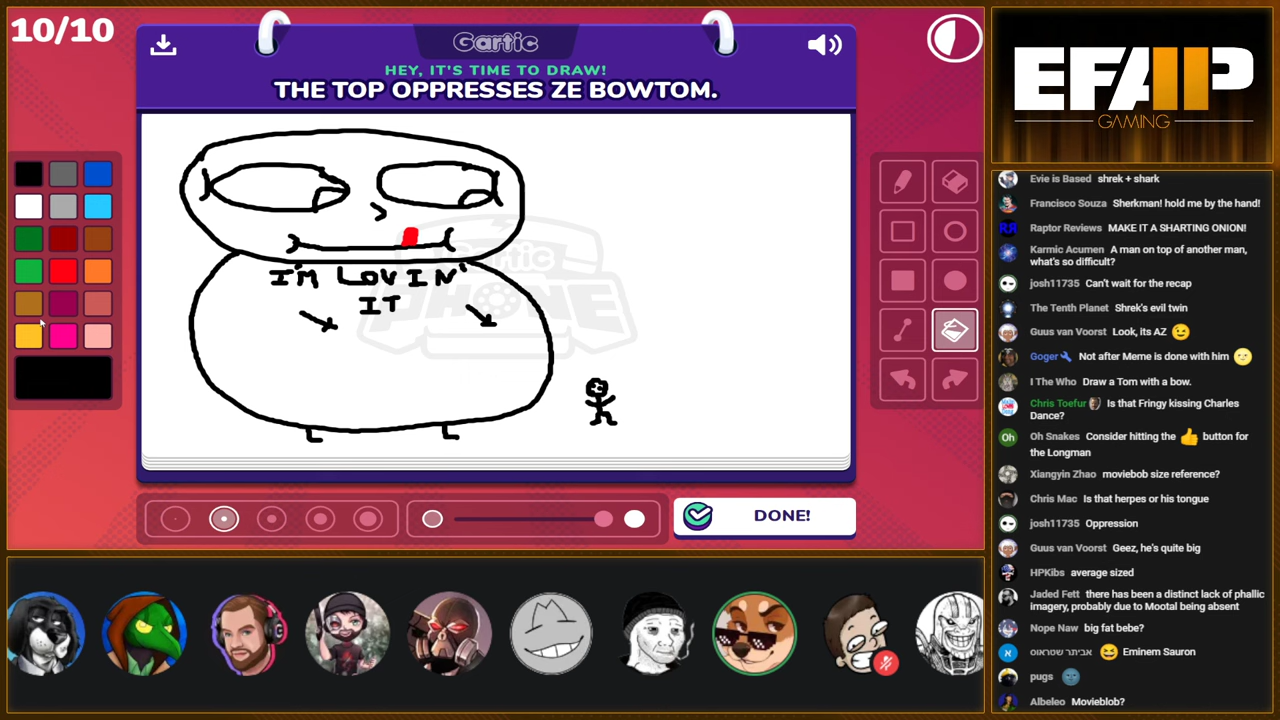 10/10
Gartic
HEY, IT'S TIME TO DRAW!
THE TOP OPPRESSES ZE BOWTOM.
Gartic
PHONE
I'M LOVIN'
IT
DONE!
EFAP
GAMING
Evie is Based shrek + shark
Francisco Souza Sherkman! hold me by the hand!
Raptor Reviews MAKE IT A SHARTING ONION!
Karmic Acumen A man on top of another man,
what's so difficult?
josh11735 Can't wait for the recap
The Tenth Planet Shrek's evil twin
Guus van Voorst Look, its AZ 😉
Goger Not after Meme is done with him 🌝
I The Who Draw a Tom with a bow.
Chris Toefur Is that Fringy kissing Charles
Dance?
Oh Oh Snakes Consider hitting the 👍 button for
the Longman
Xiangyin Zhao moviebob size reference?
Chris Mac Is that herpes or his tongue
josh11735 Oppression
Guus van Voorst Geez, he's quite big
HPKibs average sized
Jaded Fett there has been a distinct lack of phallic
imagery, probably due to Mootal being absent
Nope Naw big fat bebe?
א אביתר שטראוס 😆 Eminem Sauron
pugs 🌚
Albeleo Movieblob?